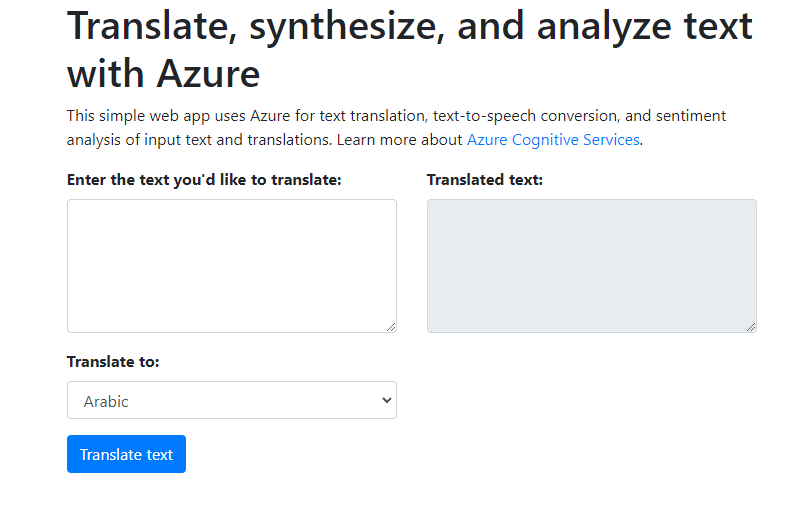 Translate, synthesize, and analyze text
with Azure
This simple web app uses Azure for text translation, text-to-speech conversion, and sentiment
analysis of input text and translations. Learn more about Azure Cognitive Services.
Enter the text you'd like to translate:
Translated text:
Translate to:
Arabic
Translate text